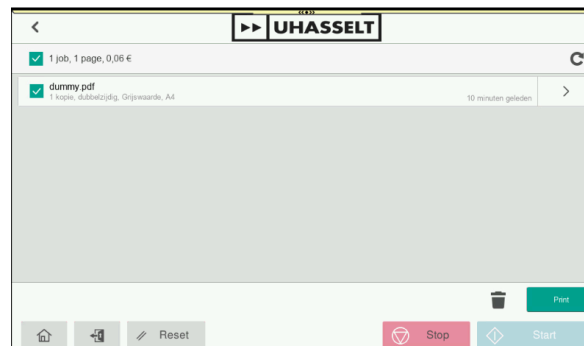 UHASSELT
1 job, 1 page, 0,06 €
dummy.pdf
1 kopie, dubbelzijdig, Grijswaarde, A4
10 minuten geleden
Print
Reset
Stop
Start